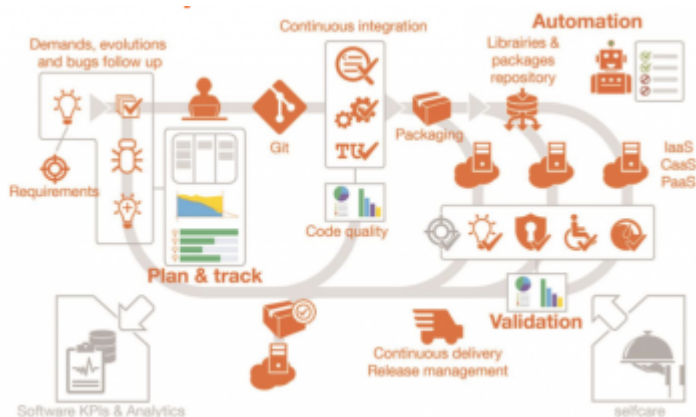 Demands, evolutions
and bugs follow up
Continuous integration
Automation
Librairies &
packages
repository
Git
TU
Packaging
IaaS
CaaS
PaaS
Requirements
Code quality
Plan & track
Validation
Continuous delivery
Release management
Software KPIs & Analytics
selfcare